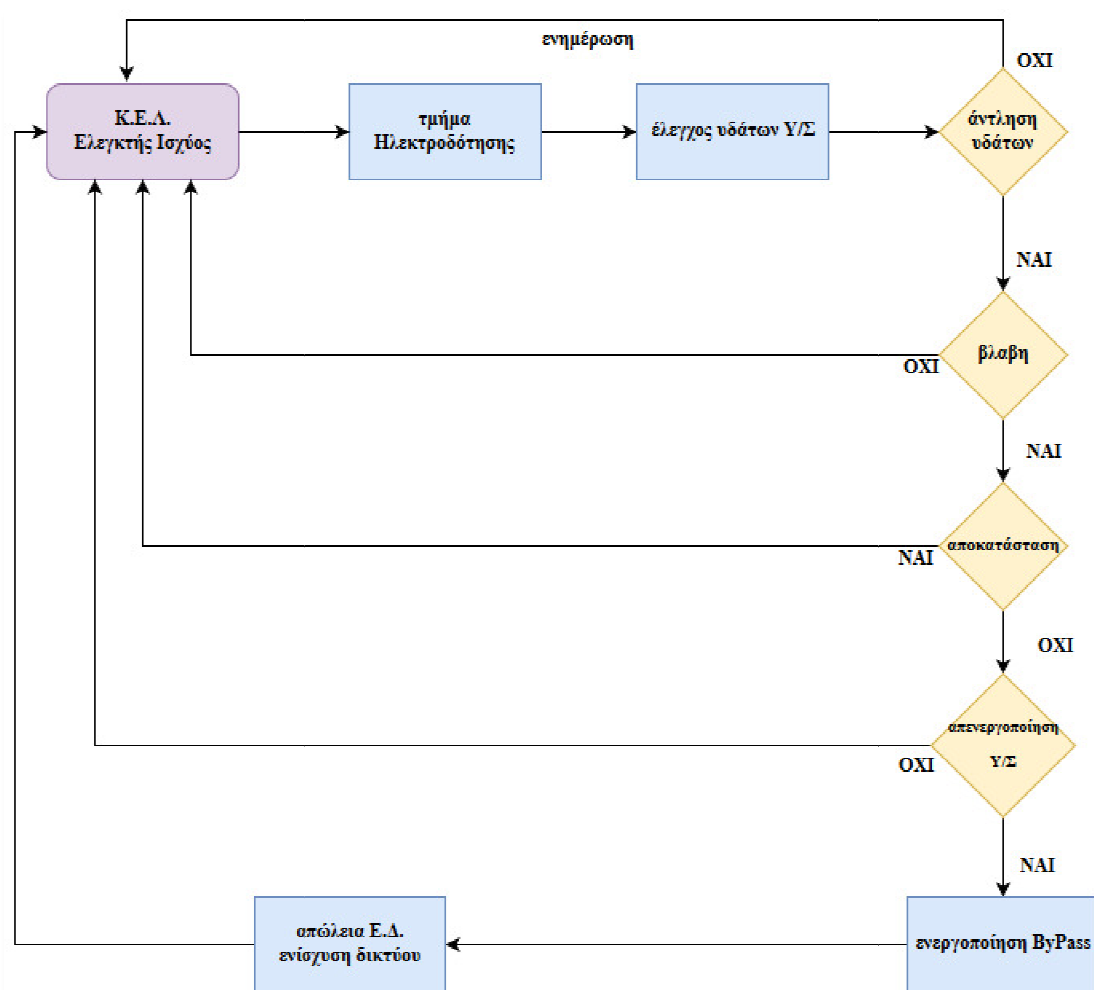 ενημέρωση
ΟΧΙ
Κ.Ε.Λ.
Ελεγκτής Ισχύος
τμήμα
Ηλεκτροδότησης
έλεγχος υδάτων Υ/Σ
άντληση
υδάτων
ΝΑΙ
βλαβη
ΟΧΙ
ΝΑΙ
αποκατάσταση
ΝΑΙ
ΟΧΙ
απενεργοποίηση
Υ/Σ
ΟΧΙ
ΝΑΙ
απώλεια Ε.Δ.
ενίσχυση δικτύου
ενεργοποίηση ByPass